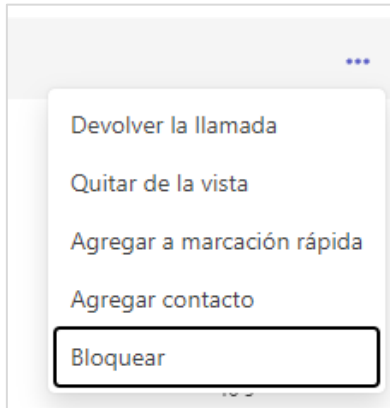 Devolver la llamada
Quitar de la vista
Agregar a marcación rápida
Agregar contacto
Bloquear